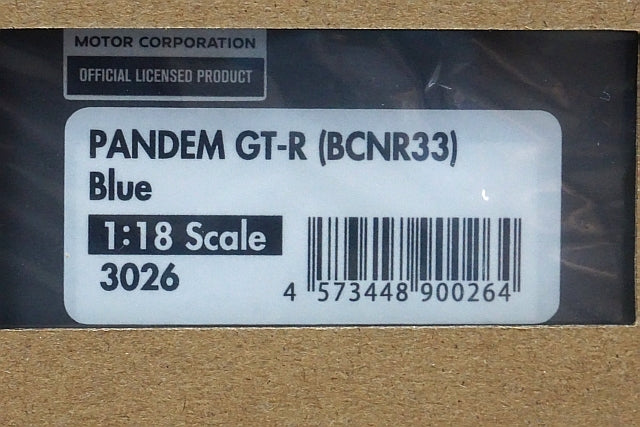 MOTOR CORPORATION
OFFICIAL LICENSED PRODUCT
PANDEM GT-R (BCNR33)
Blue
1:18 Scale
3026
4 573448 900264